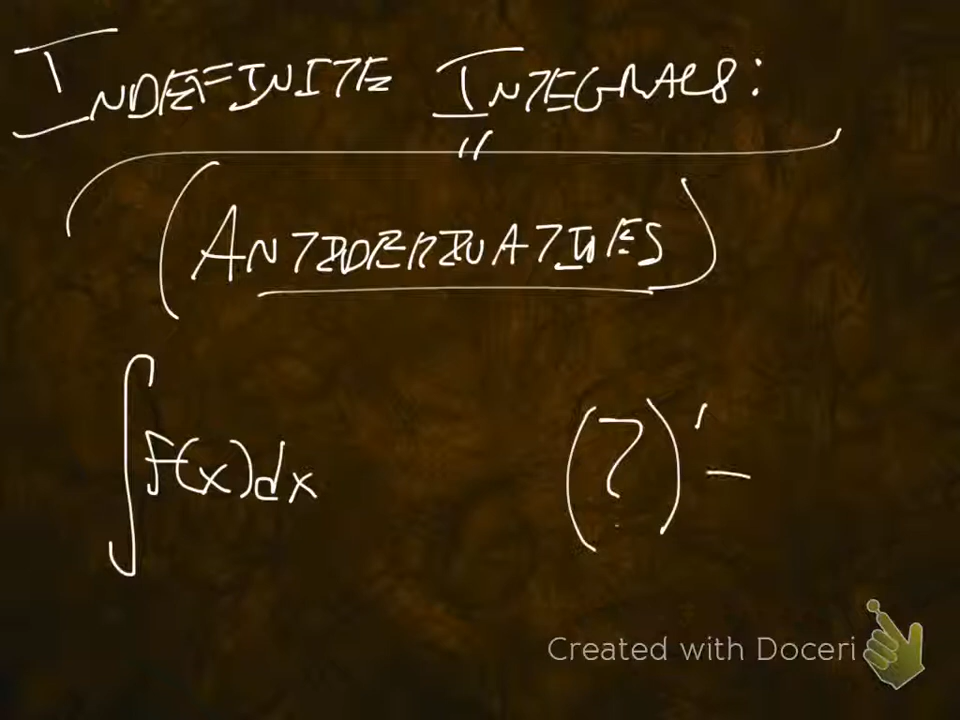 INDEFINITE INTEGRALS:
"
(ANTIDERIVATIVES)
∫f(x)dx (?)' –
Created with Doceri